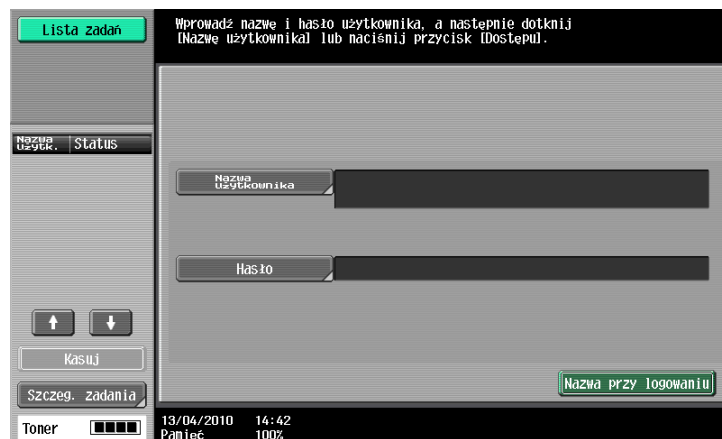 Lista zadań
Wprowadź nazwę i hasło użytkownika, a następnie dotknij
[Nazwę użytkownika] lub naciśnij przycisk [Dostępu].
Nazwa
użytk.
Status
Nazwa
użytkownika
Hasło
Kasuj
Szczeg. zadania
Nazwa przy logowaniu
Toner
13/04/2010 14:42
Pamięć 100%